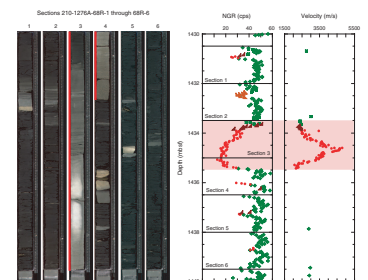 Sections 210-1276A-68R-1 through 68R-6
1 2 3 4 5 6
NGR (cps)
20 40 60
Velocity (m/s)
1500 3500 5500
Depth (mbsf)
1430
1432
1434
1436
1438
Section 1
Section 2
Section 3
Section 4
Section 5
Section 6